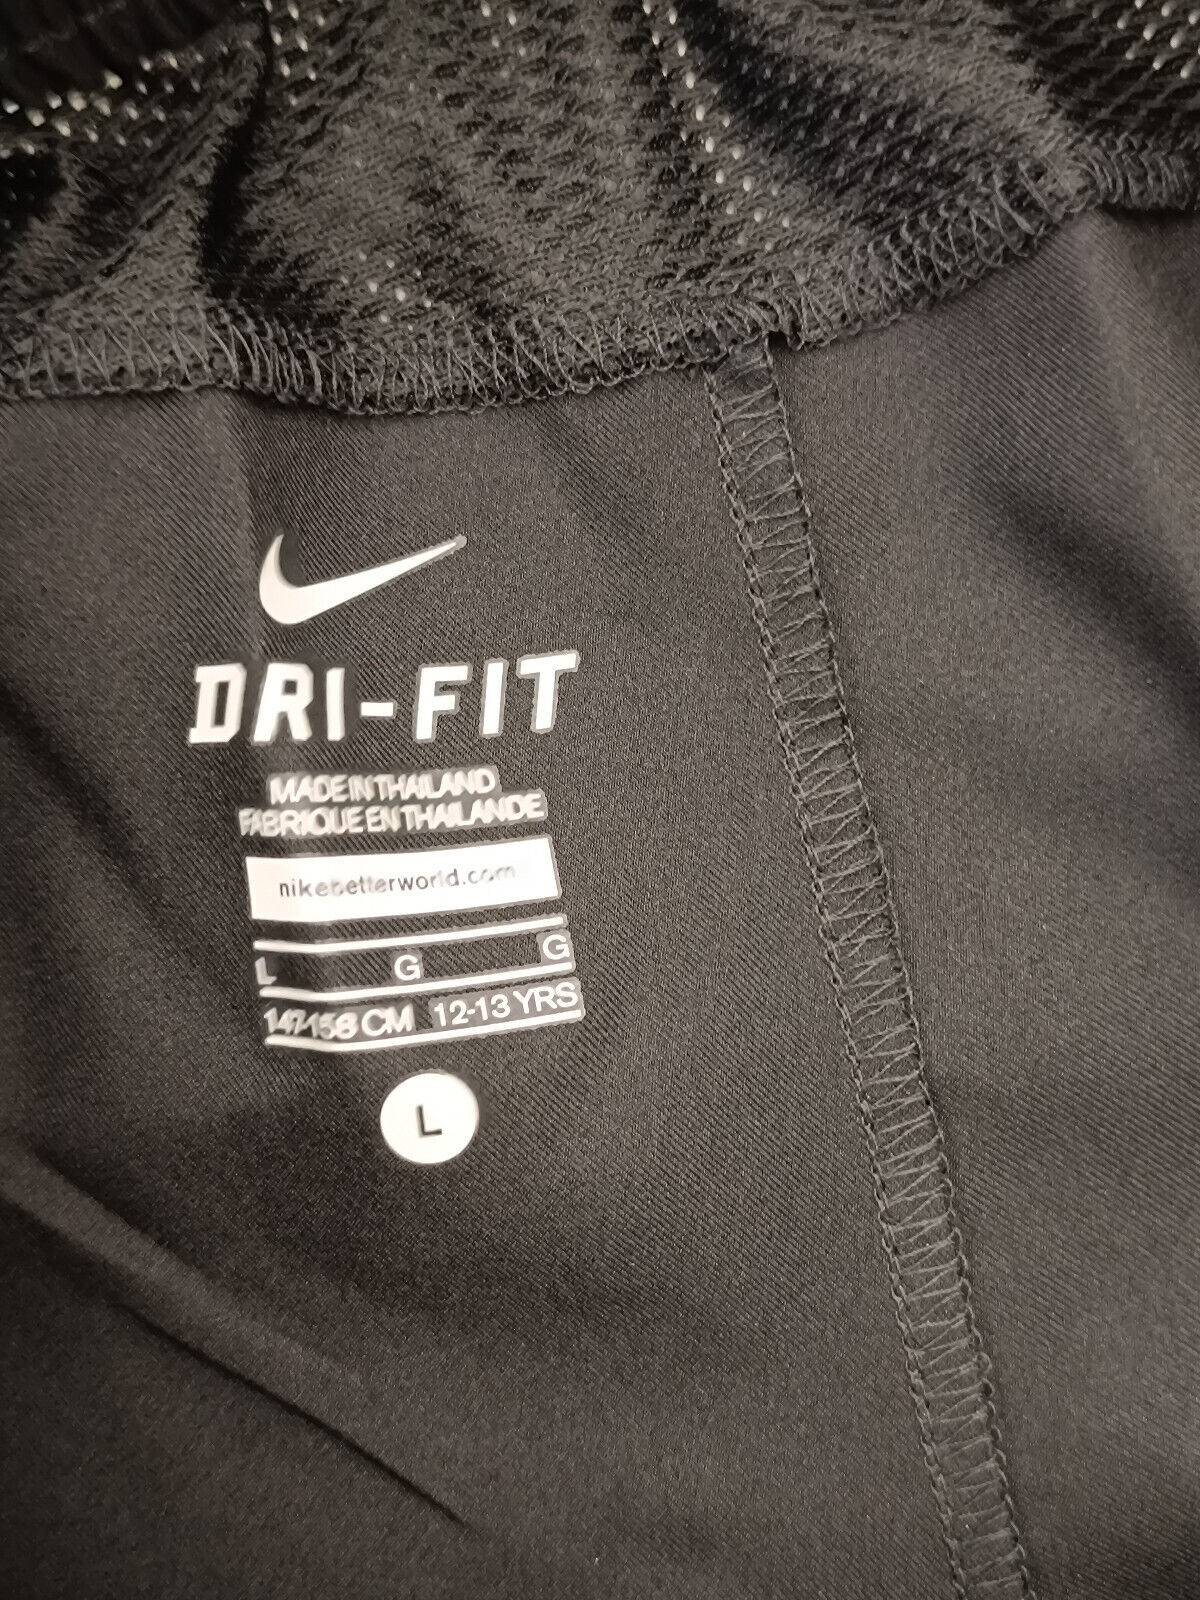 DRI-FIT
MADE IN THAILAND
FABRIQUE EN THAILANDE
nikebetterworld.com
L G G
147-158 CM 12-13 YRS
L